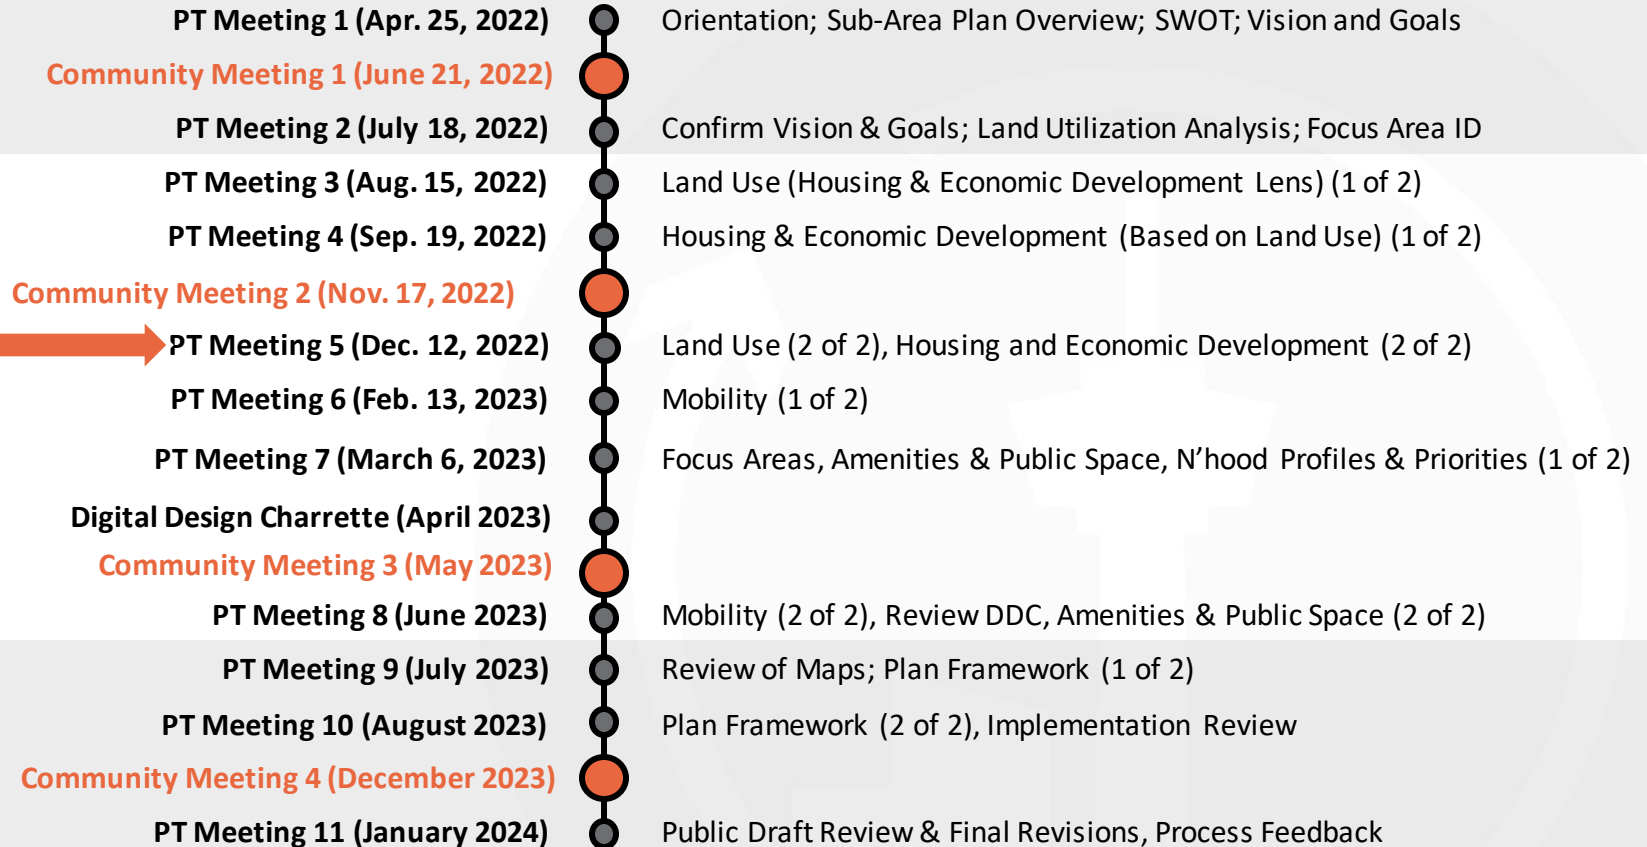 PT Meeting 1 (Apr. 25, 2022) Orientation; Sub-Area Plan Overview; SWOT; Vision and Goals
Community Meeting 1 (June 21, 2022)
PT Meeting 2 (July 18, 2022) Confirm Vision & Goals; Land Utilization Analysis; Focus Area ID
PT Meeting 3 (Aug. 15, 2022) Land Use (Housing & Economic Development Lens) (1 of 2)
PT Meeting 4 (Sep. 19, 2022) Housing & Economic Development (Based on Land Use) (1 of 2)
Community Meeting 2 (Nov. 17, 2022)
PT Meeting 5 (Dec. 12, 2022) Land Use (2 of 2), Housing and Economic Development (2 of 2)
PT Meeting 6 (Feb. 13, 2023) Mobility (1 of 2)
PT Meeting 7 (March 6, 2023) Focus Areas, Amenities & Public Space, N’hood Profiles & Priorities (1 of 2)
Digital Design Charrette (April 2023)
Community Meeting 3 (May 2023)
PT Meeting 8 (June 2023) Mobility (2 of 2), Review DDC, Amenities & Public Space (2 of 2)
PT Meeting 9 (July 2023) Review of Maps; Plan Framework (1 of 2)
PT Meeting 10 (August 2023) Plan Framework (2 of 2), Implementation Review
Community Meeting 4 (December 2023)
PT Meeting 11 (January 2024) Public Draft Review & Final Revisions, Process Feedback